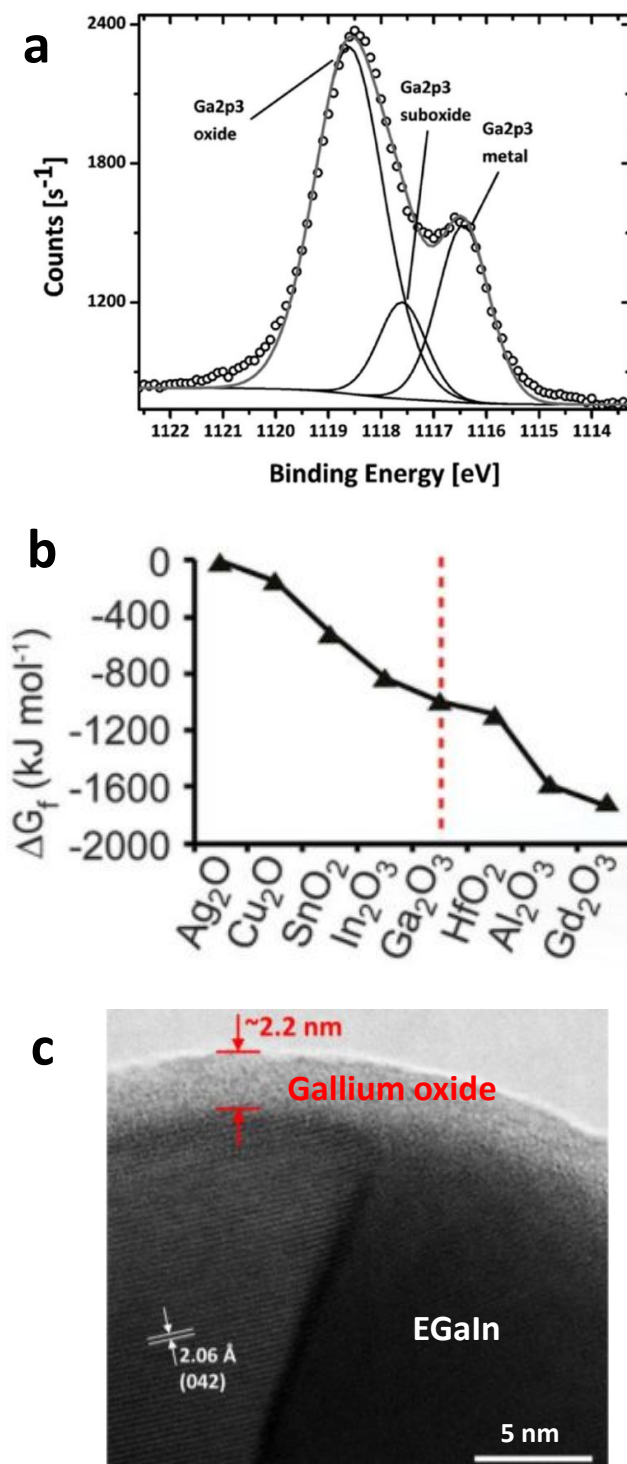 a
2400
1800
1200
Counts [s-1]
Ga2p3
oxide
Ga2p3
suboxide
Ga2p3
metal
1122 1121 1120 1119 1118 1117 1116 1115 1114
Binding Energy [eV]
b
0
-400
-800
-1200
-1600
-2000
ΔGf (kJ mol-1)
Ag2O
Cu2O
SnO2
In2O3
Ga2O3
HfO2
Al2O3
Gd2O3
c
~2.2 nm
Gallium oxide
2.06 Å
(042)
EGaIn
5 nm